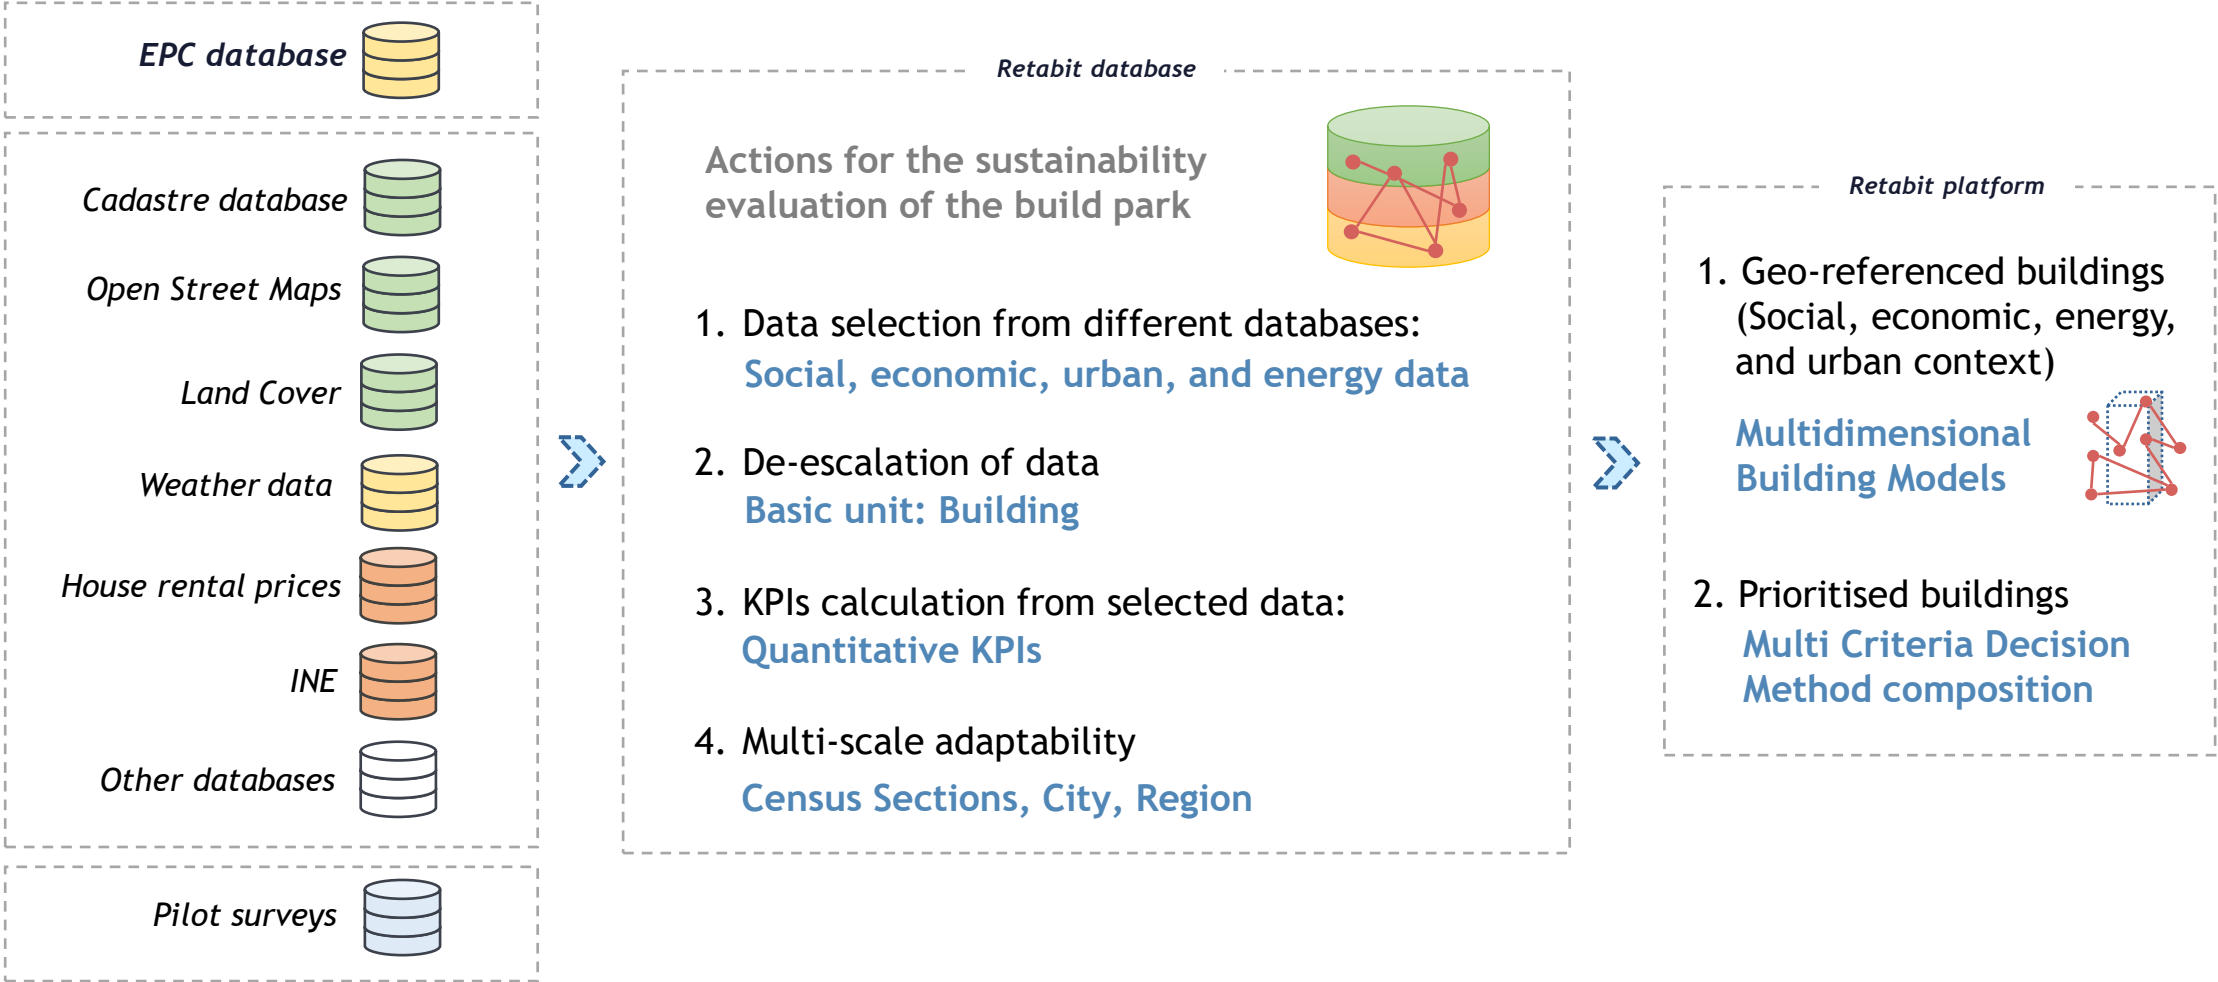 EPC database
Cadastre database
Open Street Maps
Land Cover
Weather data
House rental prices
INE
Other databases
Pilot surveys
Retabit database
Actions for the sustainability
evaluation of the build park
1. Data selection from different databases:
Social, economic, urban, and energy data
2. De-escalation of data
Basic unit: Building
3. KPIs calculation from selected data:
Quantitative KPIs
4. Multi-scale adaptability
Census Sections, City, Region
Retabit platform
1. Geo-referenced buildings
(Social, economic, energy,
and urban context)
Multidimensional
Building Models
2. Prioritised buildings
Multi Criteria Decision
Method composition